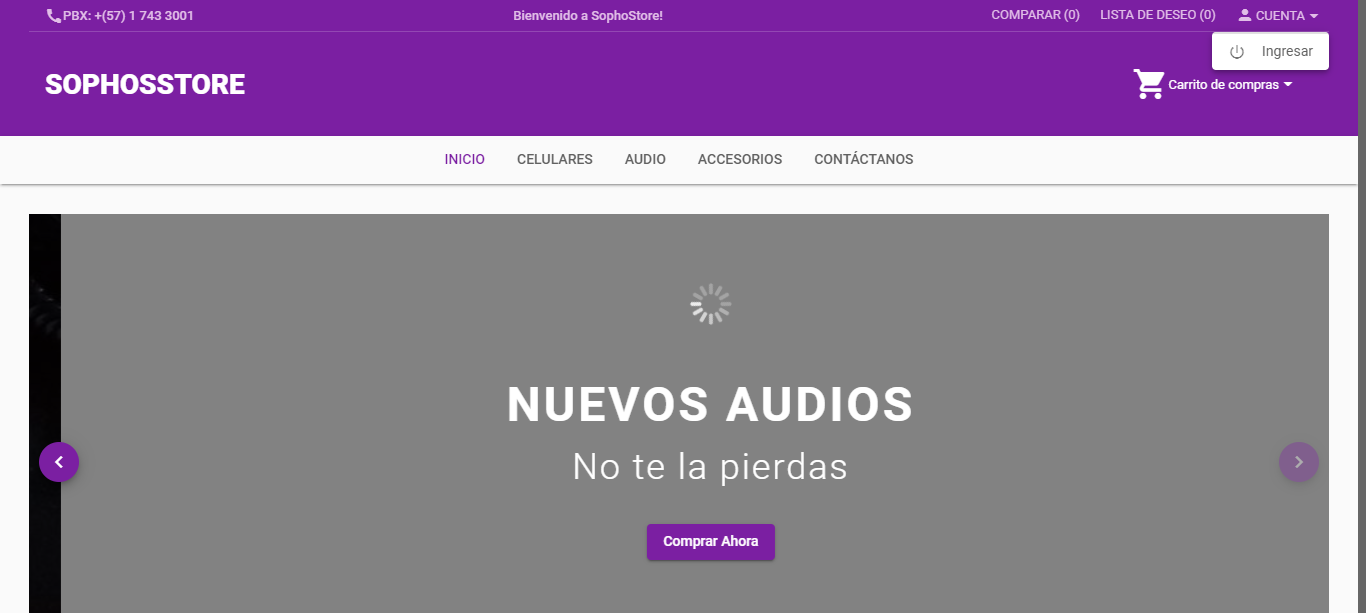 PBX: +(57) 1 743 3001
Bienvenido a SophoStore!
COMPARAR (0)
LISTA DE DESEO (0)
CUENTA
Ingresar
SOPHOSSTORE
Carrito de compras
INICIO
CELULARES
AUDIO
ACCESORIOS
CONTÁCTANOS
NUEVOS AUDIOS
No te la pierdas
Comprar Ahora